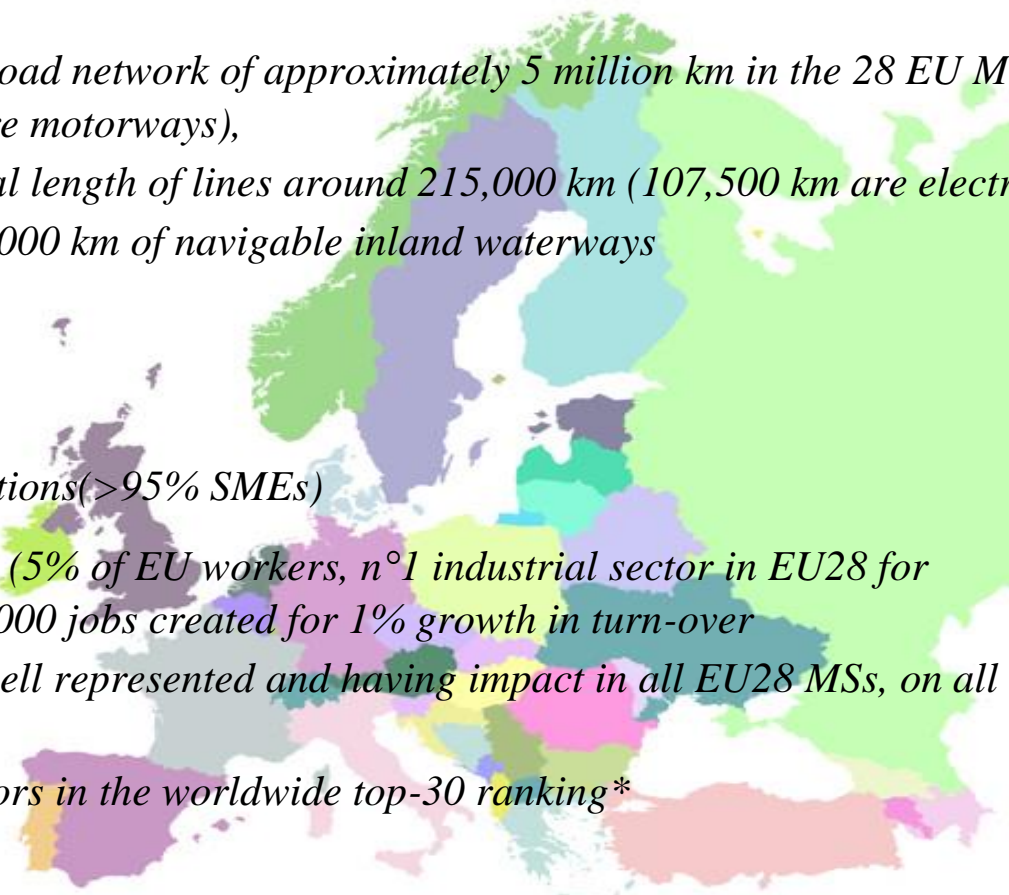 oad network of approximately 5 million km in the 28 EU M
e motorways),
al length of lines around 215,000 km (107,500 km are electr
000 km of navigable inland waterways
tions(>95% SMEs)
(5% of EU workers, n°1 industrial sector in EU28 for
000 jobs created for 1% growth in turn-over
ell represented and having impact in all EU28 MSs, on all
ors in the worldwide top-30 ranking*